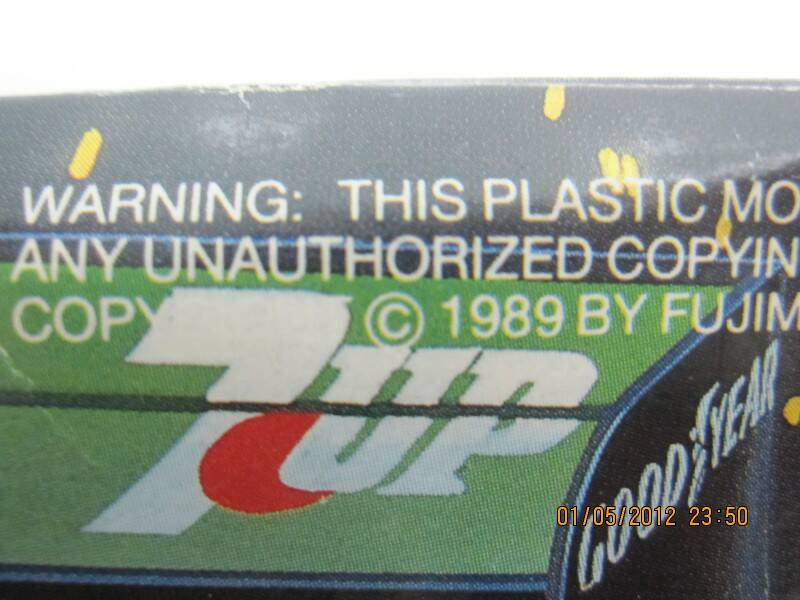 WARNING: THIS PLASTIC MO
ANY UNAUTHORIZED COPYIN
COPY © 1989 BY FUJIM
7UP
GOODYEAR
01/05/2012 23:50